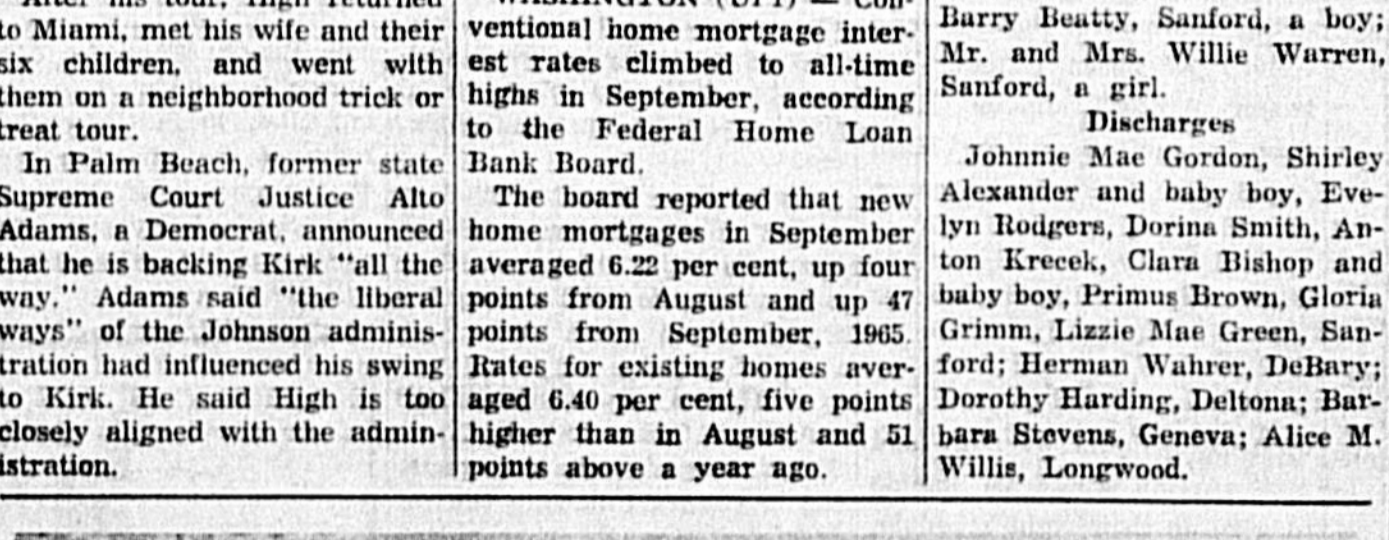 After his tour, High returned
to Miami, met his wife and their
six children, and went with
them on a neighborhood trick or
treat tour.
In Palm Beach, former state
Supreme Court Justice Alto
Adams, a Democrat, announced
that he is backing Kirk "all the
way." Adams said "the liberal
ways" of the Johnson adminis-
tration had influenced his swing
to Kirk. He said High is too
closely aligned with the admin-
istration.
WASHINGTON (UPI) — Con-
ventional home mortgage inter-
est rates climbed to all-time
highs in September, according
to the Federal Home Loan
Bank Board.
The board reported that new
home mortgages in September
averaged 6.22 per cent, up four
points from August and up 47
points from September, 1965.
Rates for existing homes aver-
aged 6.40 per cent, five points
higher than in August and 51
points above a year ago.
Barry Beatty, Sanford, a boy;
Mr. and Mrs. Willie Warren,
Sanford, a girl.
Discharges
Johnnie Mae Gordon, Shirley
Alexander and baby boy, Eve-
lyn Rodgers, Dorina Smith, An-
ton Krecek, Clara Bishop and
baby boy, Primus Brown, Gloria
Grimm, Lizzie Mae Green, San-
ford; Herman Wahrer, DeBary;
Dorothy Harding, Deltona; Bar-
bara Stevens, Geneva; Alice M.
Willis, Longwood.